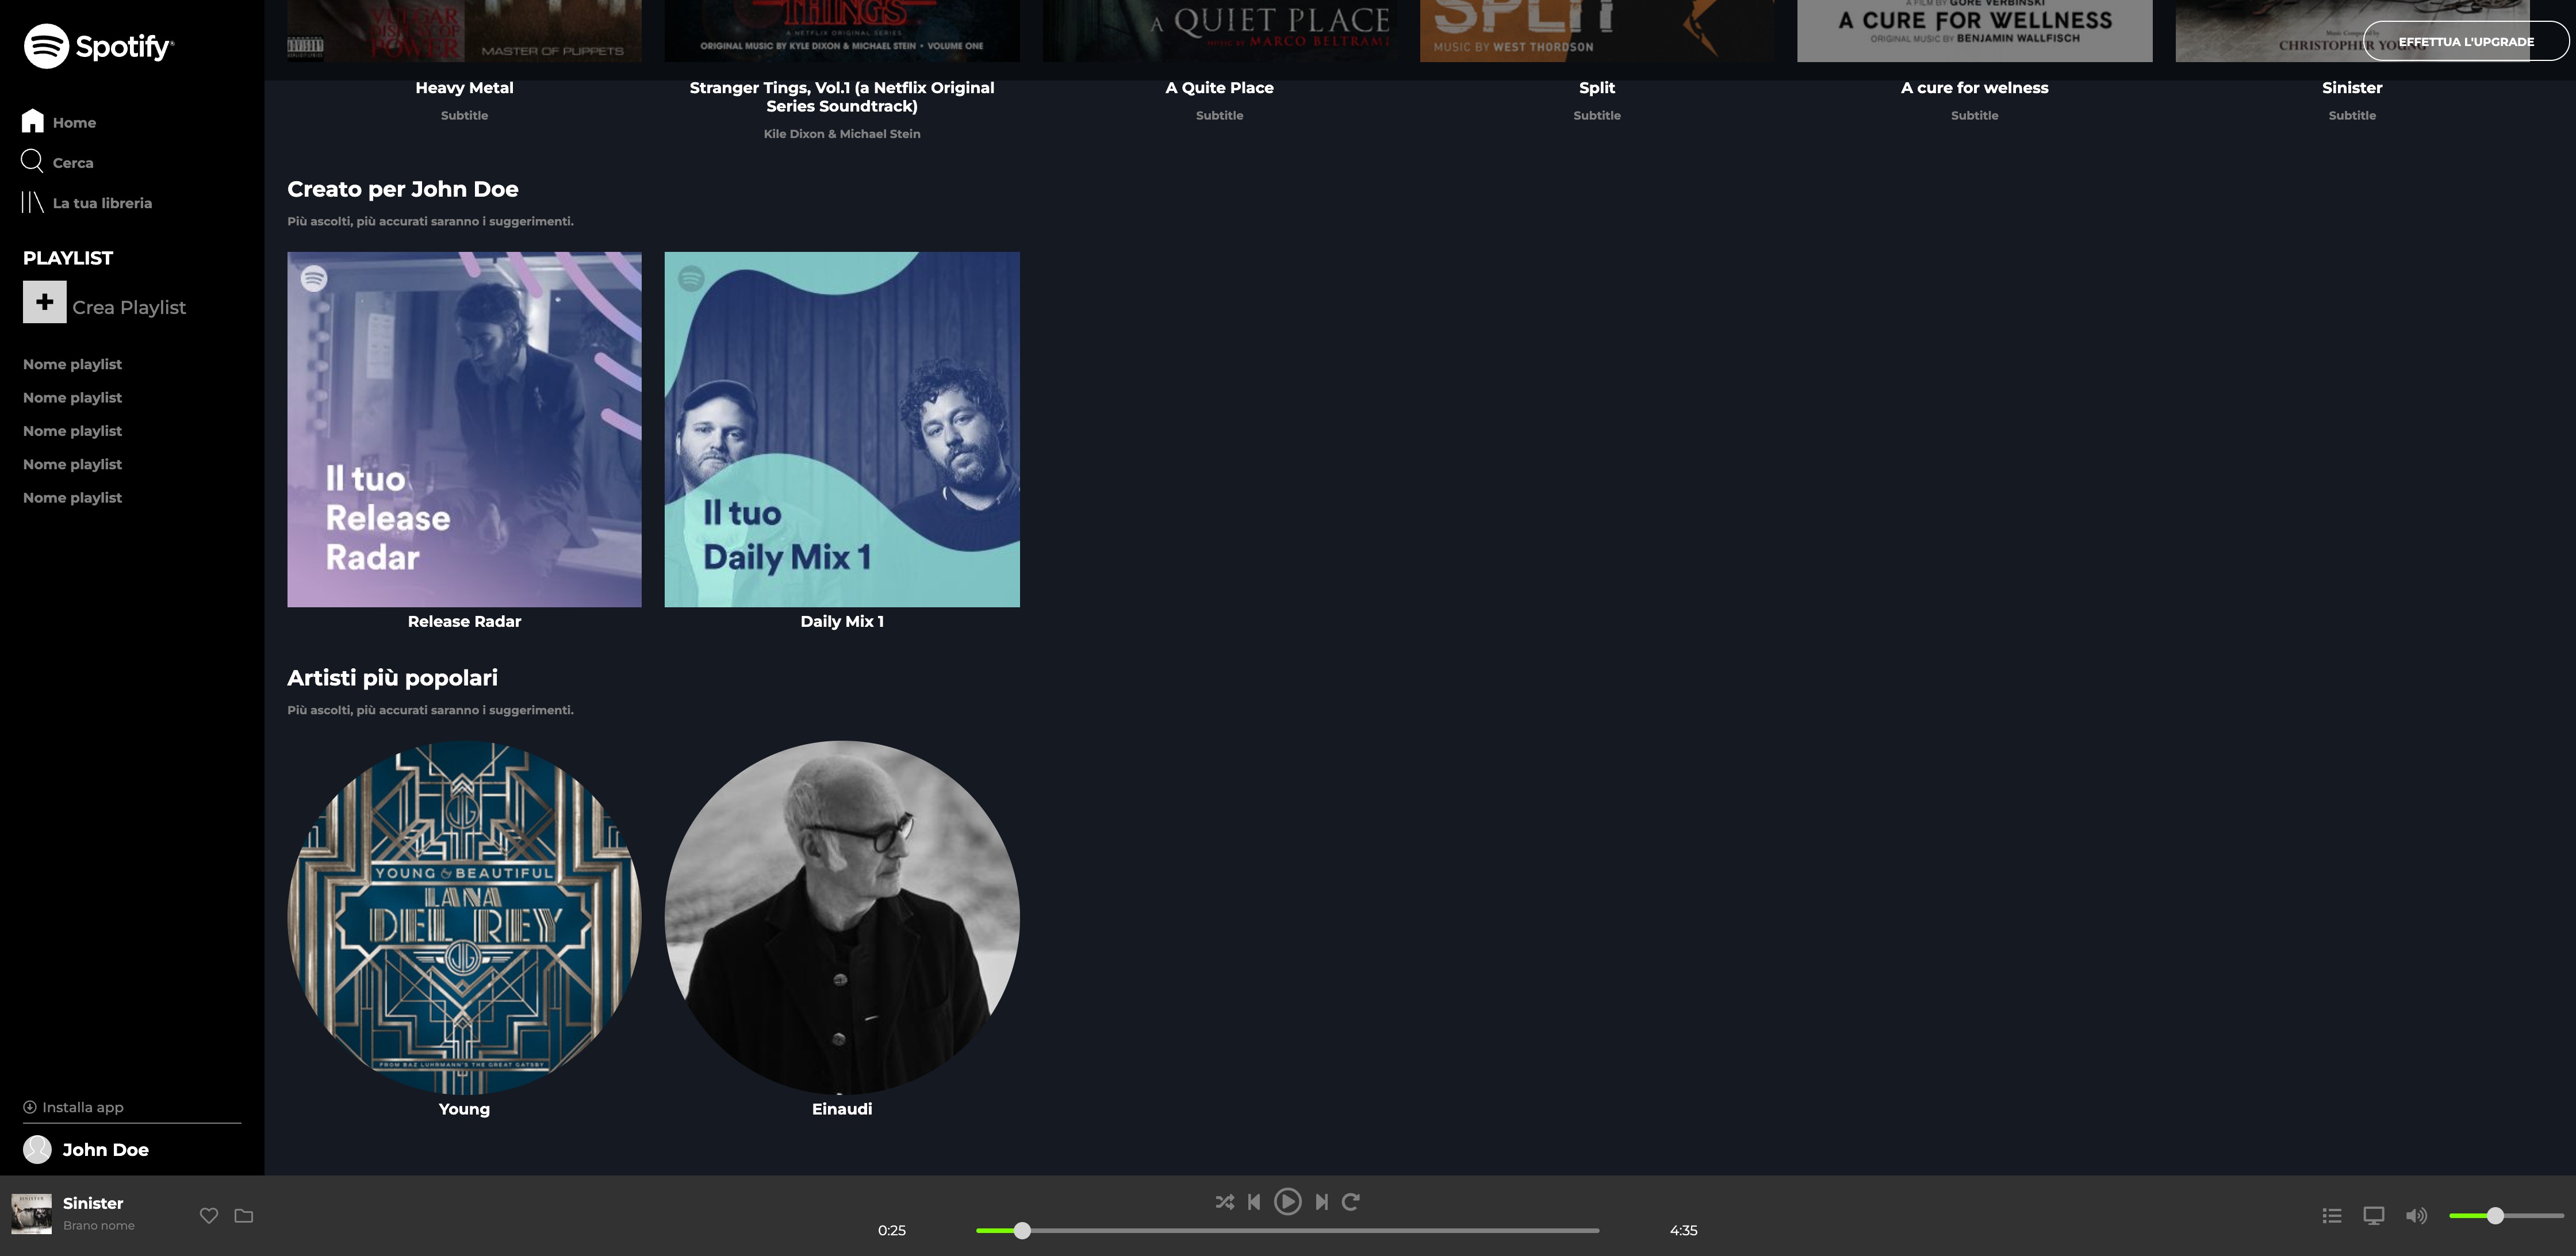 Spotify®
Home
Cerca
La tua libreria
PLAYLIST
Crea Playlist
Nome playlist
Nome playlist
Nome playlist
Nome playlist
Nome playlist
Installa app
John Doe
VULGAR
DISPLAY OF
POWER
MASTER OF PUPPETS
THINGS
A NETFLIX ORIGINAL SERIES
ORIGINAL MUSIC BY KYLE DIXON & MICHAEL STEIN • VOLUME ONE
A QUIET PLACE
MUSIC BY MARCO BELTRAMI
SPLIT
MUSIC BY WEST THORDSON
A FILM BY GORE VERBINSKI
A CURE FOR WELLNESS
ORIGINAL MUSIC BY BENJAMIN WALLFISCH
Music Composed by
CHRISTOPHER YOUNG
EFFETTUA L'UPGRADE
Heavy Metal
Subtitle
Stranger Tings, Vol.1 (a Netflix Original
Series Soundtrack)
Kile Dixon & Michael Stein
A Quite Place
Subtitle
Split
Subtitle
A cure for welness
Subtitle
Sinister
Subtitle
Creato per John Doe
Più ascolti, più accurati saranno i suggerimenti.
Il tuo
Release
Radar
Release Radar
Il tuo
Daily Mix 1
Daily Mix 1
Artisti più popolari
Più ascolti, più accurati saranno i suggerimenti.
YOUNG & BEAUTIFUL
LANA
DEL REY
JG
FROM BAZ LUHRMANN'S THE GREAT GATSBY
Young
Einaudi
SINISTER
Sinister
Brano nome
0:25
4:35